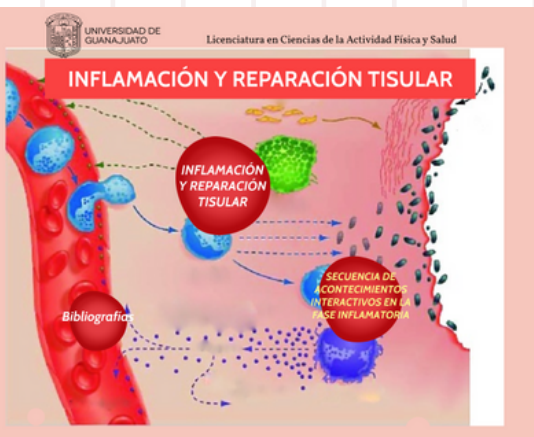 UNIVERSIDAD DE
GUANAJUATO
Licenciatura en Ciencias de la Actividad Física y Salud
INFLAMACIÓN Y REPARACIÓN TISULAR
INFLAMACIÓN
Y REPARACIÓN
TISULAR
SECUENCIA DE
ACONTECIMIENTOS
INTERACTIVOS EN LA
FASE INFLAMATORIA
Bibliografías